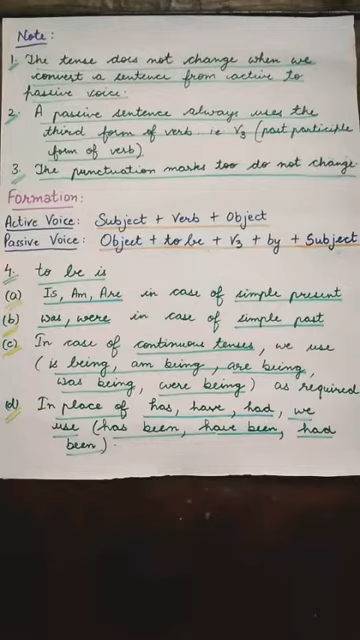 Note:
1. The tense does not change when we
convert a sentence from active to
passive voice.
2. A passive sentence always uses the
third form of verb i.e V3 (past participle
form of verb)
3. The punctuation marks too do not change.
Formation:
Active Voice: Subject + Verb + Object
Passive Voice: Object + to be + V3 + by + Subject
4. to be is
(a) Is, Am, Are in case of simple present
(b) was, were in case of simple past
(c) In case of continuous tenses, we use
(is being, am being, are being,
was being, were being) as required
(d) In place of has, have, had, we
use (has been, have been, had
been).